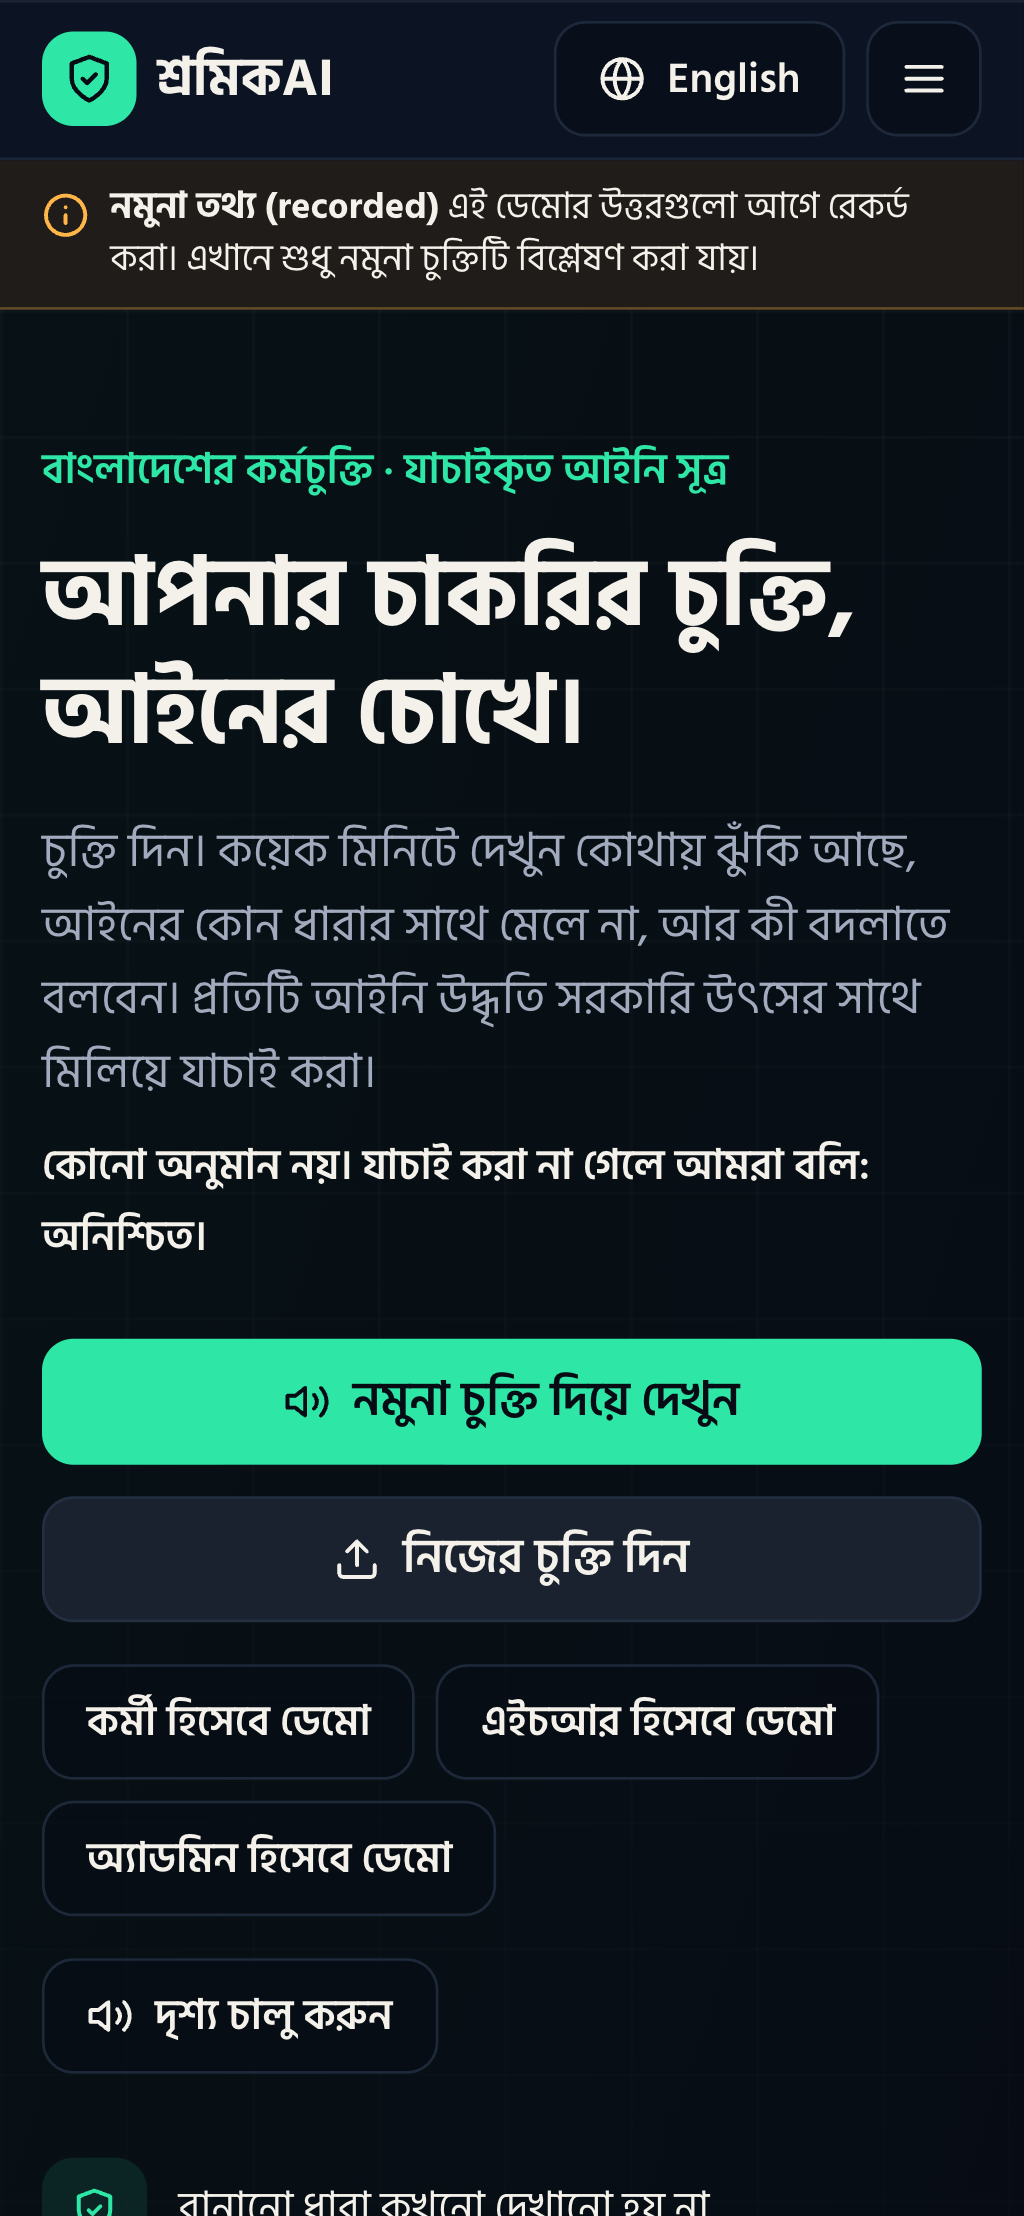 শ্রমিকAI
English
নমুনা তথ্য (recorded) এই ডেমোর উত্তরগুলো আগে রেকর্ড
করা। এখানে শুধু নমুনা চুক্তিটি বিশ্লেষণ করা যায়।
বাংলাদেশের কর্মচুক্তি · যাচাইকৃত আইনি সূত্র
আপনার চাকরির চুক্তি,
আইনের চোখে।
চুক্তি দিন। কয়েক মিনিটে দেখুন কোথায় ঝুঁকি আছে,
আইনের কোন ধারার সাথে মেলে না, আর কী বদলাতে
বলবেন। প্রতিটি আইনি উদ্ধৃতি সরকারি উৎসের সাথে
মিলিয়ে যাচাই করা।
কোনো অনুমান নয়। যাচাই করা না গেলে আমরা বলি:
অনিশ্চিত।
নমুনা চুক্তি দিয়ে দেখুন
নিজের চুক্তি দিন
কর্মী হিসেবে ডেমো
এইচআর হিসেবে ডেমো
অ্যাডমিন হিসেবে ডেমো
দৃশ্য চালু করুন
বানানো ধারা কখনো দেখানো হয় না